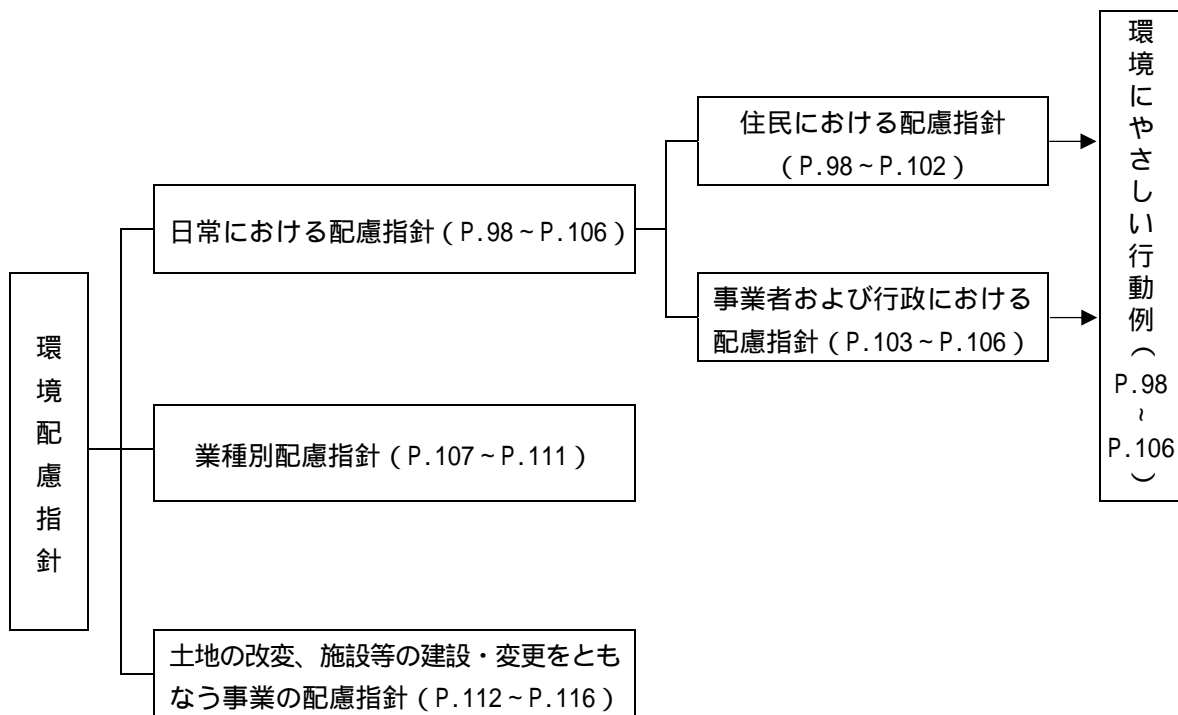 環境配慮指針
日常における配慮指針(P.98~P.106)
業種別配慮指針(P.107~P.111)
土地の改変、施設等の建設・変更をとも
なう事業の配慮指針(P.112~P.116)
住民における配慮指針
(P.98~P.102)
事業者および行政における
配慮指針(P.103~P.106)
環境にやさしい行動例(P.98~P.106)